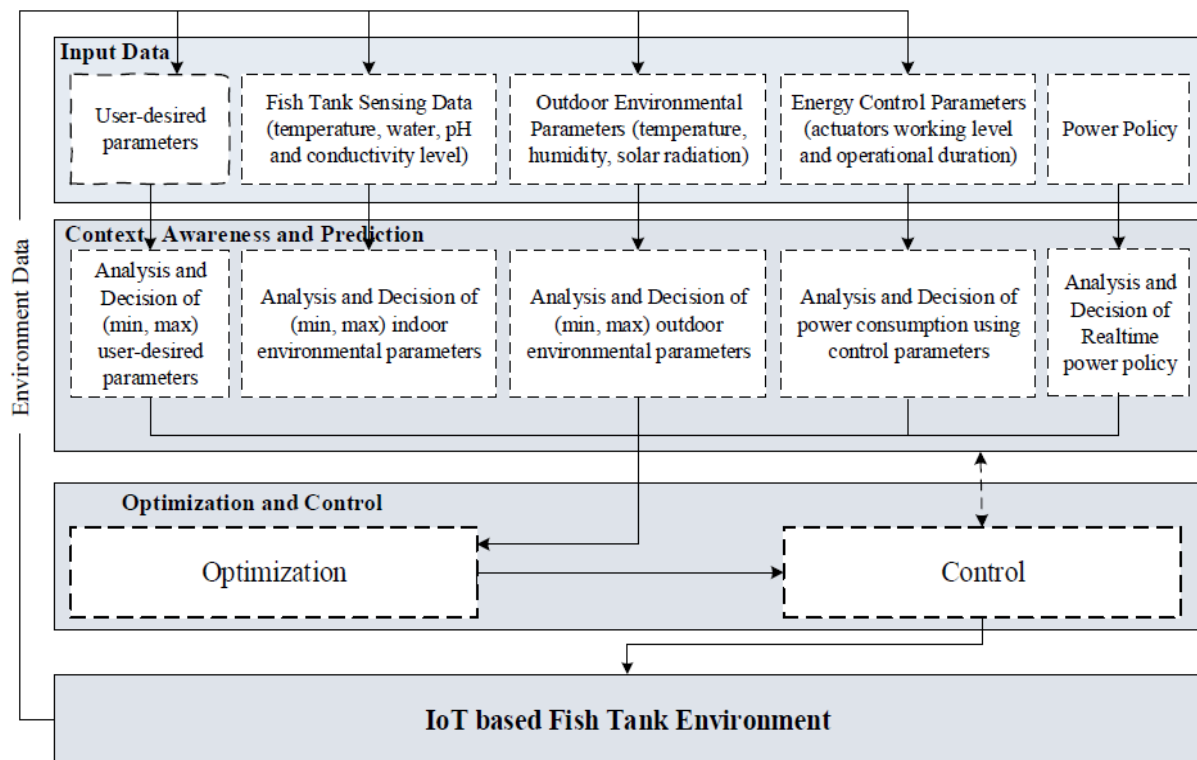 Input Data
User-desired
parameters
Fish Tank Sensing Data
(temperature, water, pH
and conductivity level)
Outdoor Environmental
Parameters (temperature,
humidity, solar radiation)
Energy Control Parameters
(actuators working level
and operational duration)
Power Policy
Environment Data
Context Awareness and Prediction
Analysis and
Decision of
(min, max)
user-desired
parameters
Analysis and Decision of
(min, max) indoor
environmental parameters
Analysis and Decision of
(min, max) outdoor
environmental parameters
Analysis and Decision of
power consumption using
control parameters
Analysis and
Decision of
Realtime
power policy
Optimization and Control
Optimization
Control
IoT based Fish Tank Environment